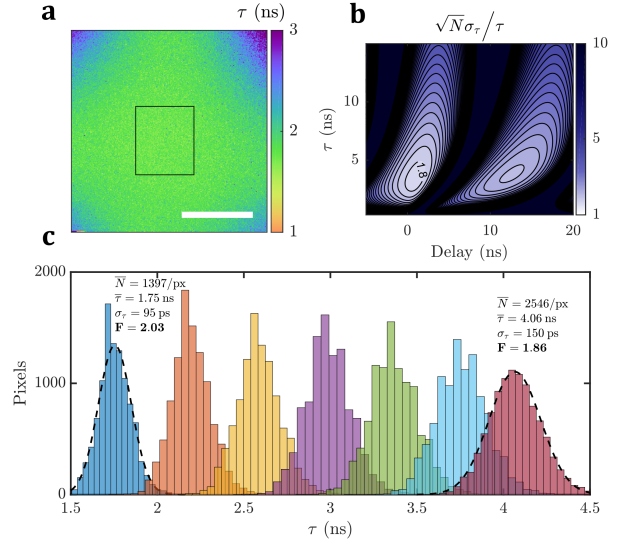 a
τ (ns)
3
2
1
b
√N̅σ_τ/τ
10
5
1
τ (ns)
10
5
1.8
0
10
20
Delay (ns)
c
Pixels
2000
1000
0
N̅ = 1397/px
τ̅ = 1.75 ns
σ_τ = 95 ps
F = 2.03
N̅ = 2546/px
τ̅ = 4.06 ns
σ_τ = 150 ps
F = 1.86
1.5
2
2.5
3
3.5
4
4.5
τ (ns)